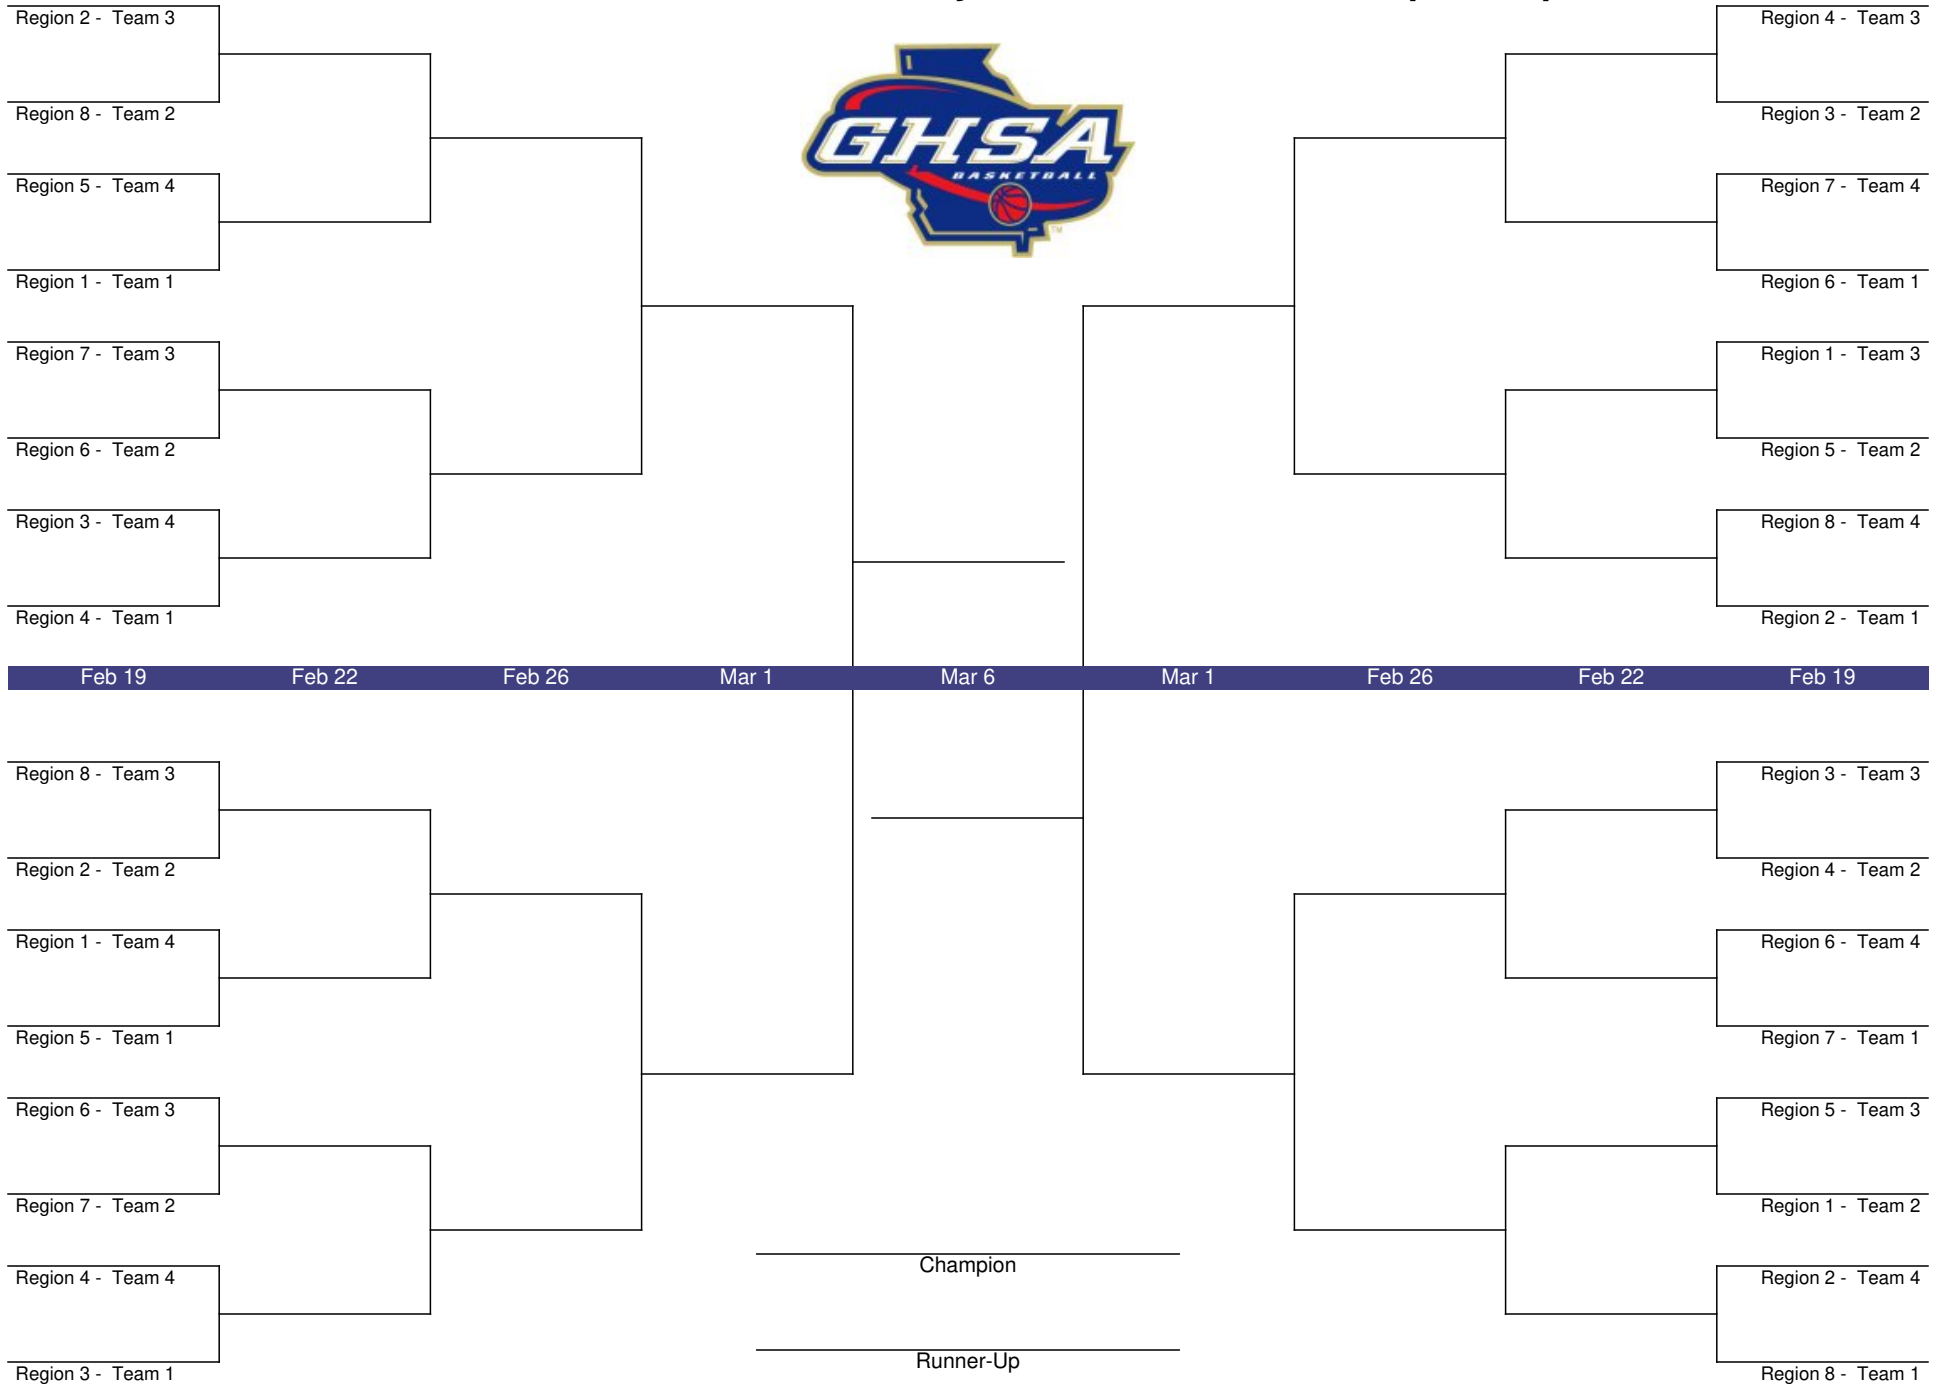 Region 2 - Team 3
Region 8 - Team 2
Region 5 - Team 4
Region 1 - Team 1
Region 7 - Team 3
Region 6 - Team 2
Region 3 - Team 4
Region 4 - Team 1
GHSA
BASKETBALL
TM
Region 4 - Team 3
Region 3 - Team 2
Region 7 - Team 4
Region 6 - Team 1
Region 1 - Team 3
Region 5 - Team 2
Region 8 - Team 4
Region 2 - Team 1
Feb 19 Feb 22 Feb 26 Mar 1 Mar 6 Mar 1 Feb 26 Feb 22 Feb 19
Region 8 - Team 3
Region 2 - Team 2
Region 1 - Team 4
Region 5 - Team 1
Region 6 - Team 3
Region 7 - Team 2
Region 4 - Team 4
Region 3 - Team 1
Champion
Runner-Up
Region 3 - Team 3
Region 4 - Team 2
Region 6 - Team 4
Region 7 - Team 1
Region 5 - Team 3
Region 1 - Team 2
Region 2 - Team 4
Region 8 - Team 1